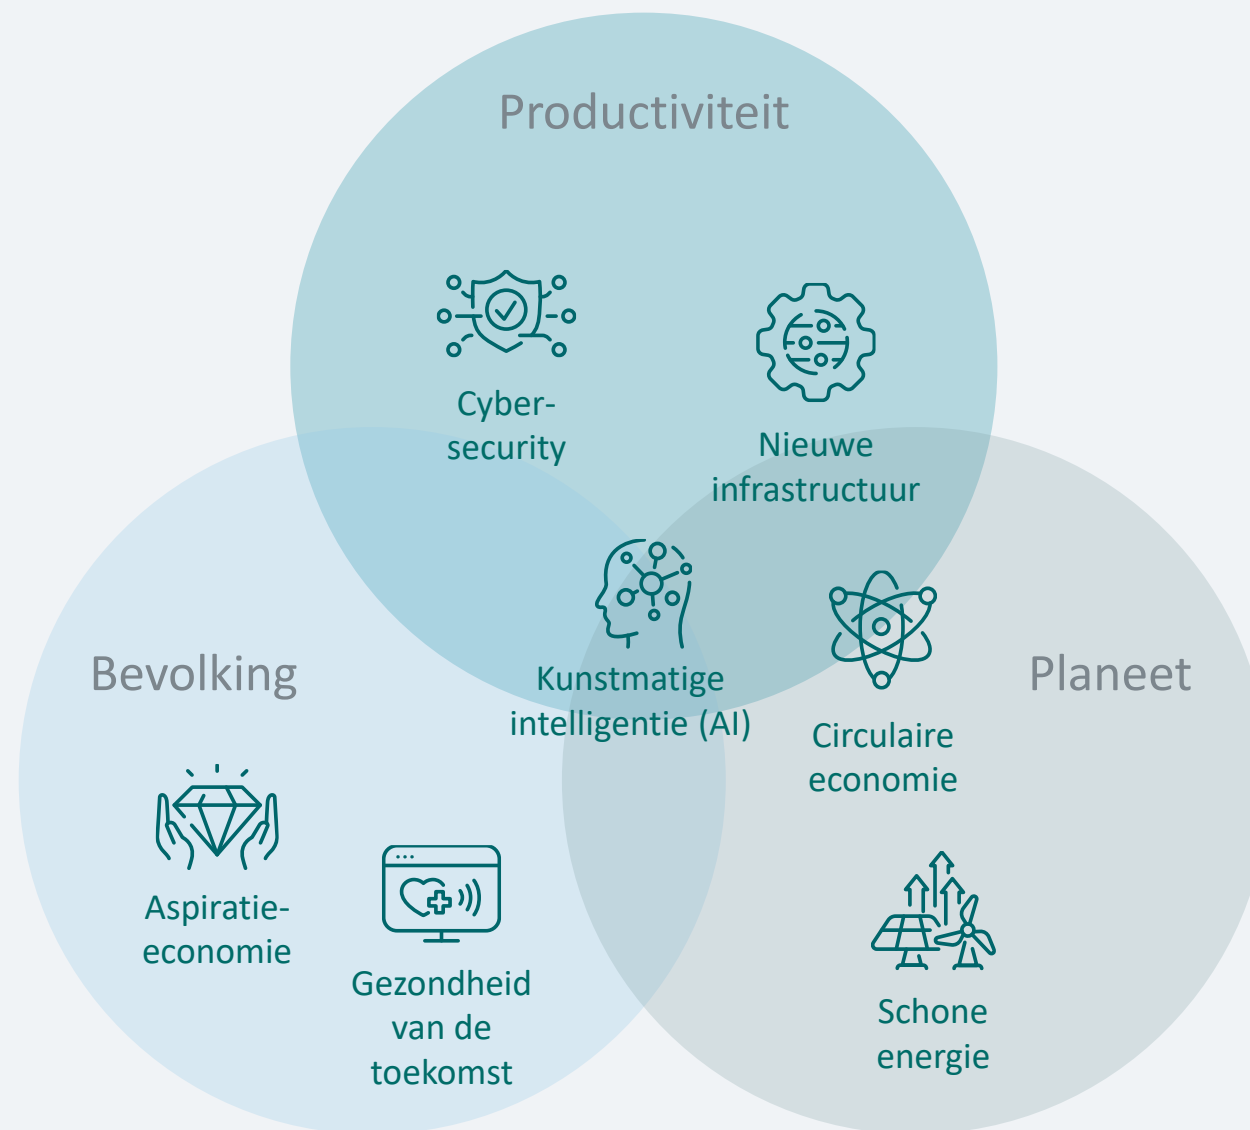 Productiviteit
Cyber-
security
Nieuwe
infrastructuur
Kunstmatige
intelligentie (AI)
Bevolking
Planeet
Circulaire
economie
Aspiratie-
economie
Gezondheid
van de
toekomst
Schone
energie